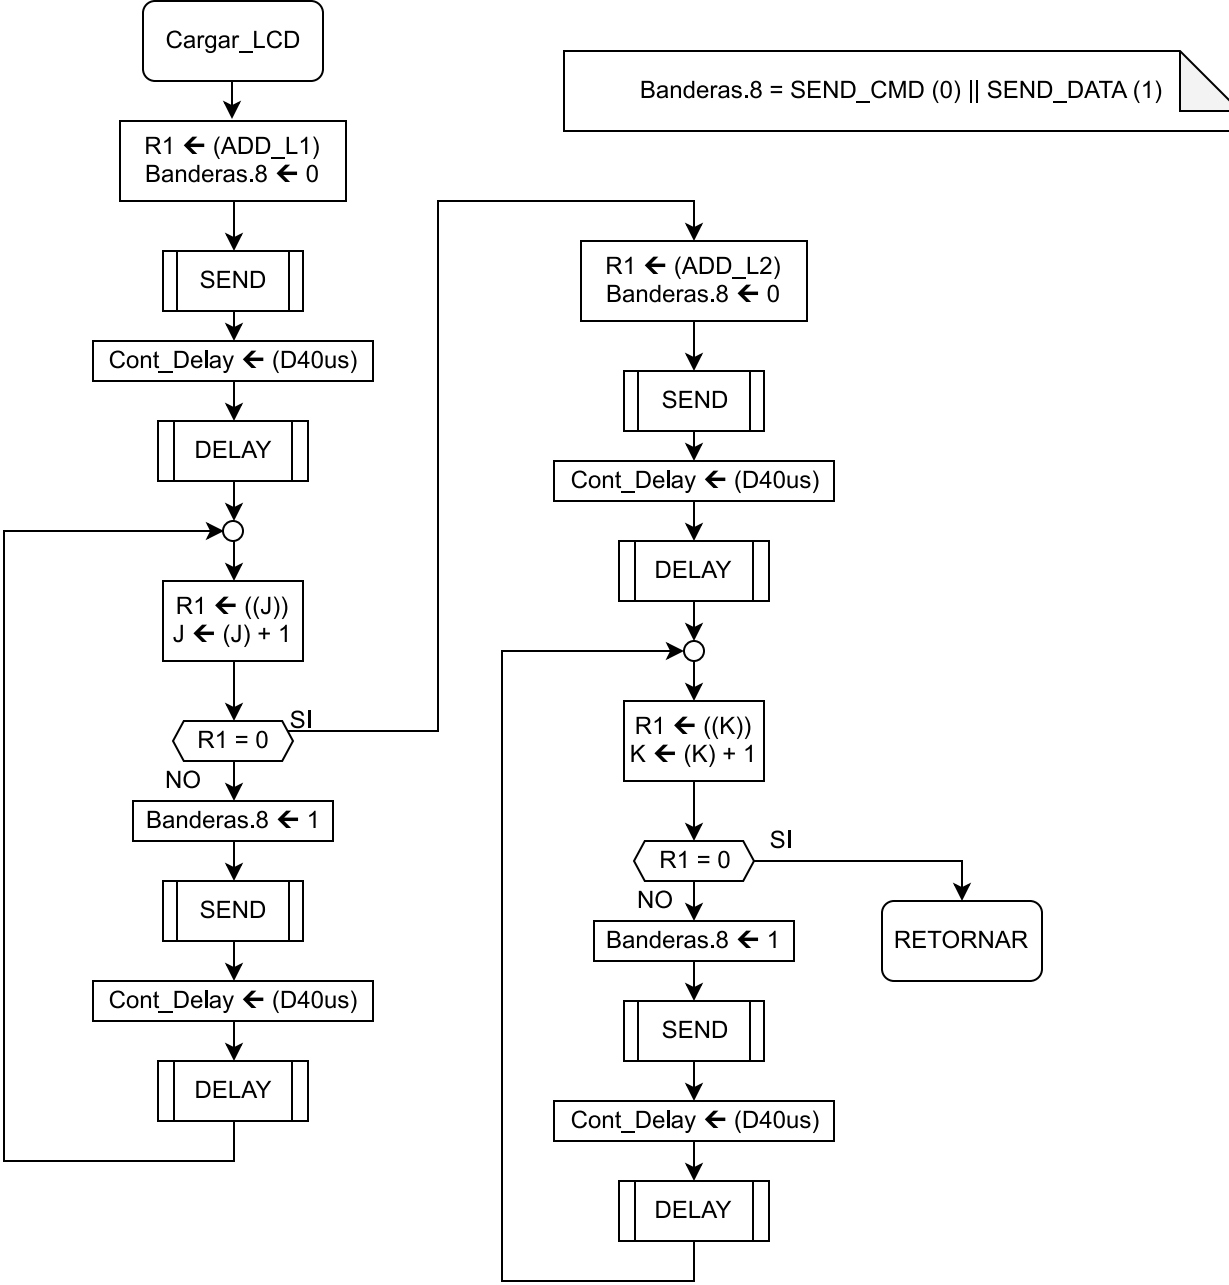 Cargar_LCD
R1 🡨 (ADD_L1)
Banderas.8 🡨 0
SEND
Cont_Delay 🡨 (D40us)
DELAY
R1 🡨 ((J))
J 🡨 (J) + 1
R1 = 0
SI
NO
Banderas.8 🡨 1
SEND
Cont_Delay 🡨 (D40us)
DELAY
Banderas.8 = SEND_CMD (0) || SEND_DATA (1)
R1 🡨 (ADD_L2)
Banderas.8 🡨 0
SEND
Cont_Delay 🡨 (D40us)
DELAY
R1 🡨 ((K))
K 🡨 (K) + 1
R1 = 0
SI
NO
Banderas.8 🡨 1
SEND
Cont_Delay 🡨 (D40us)
DELAY
RETORNAR